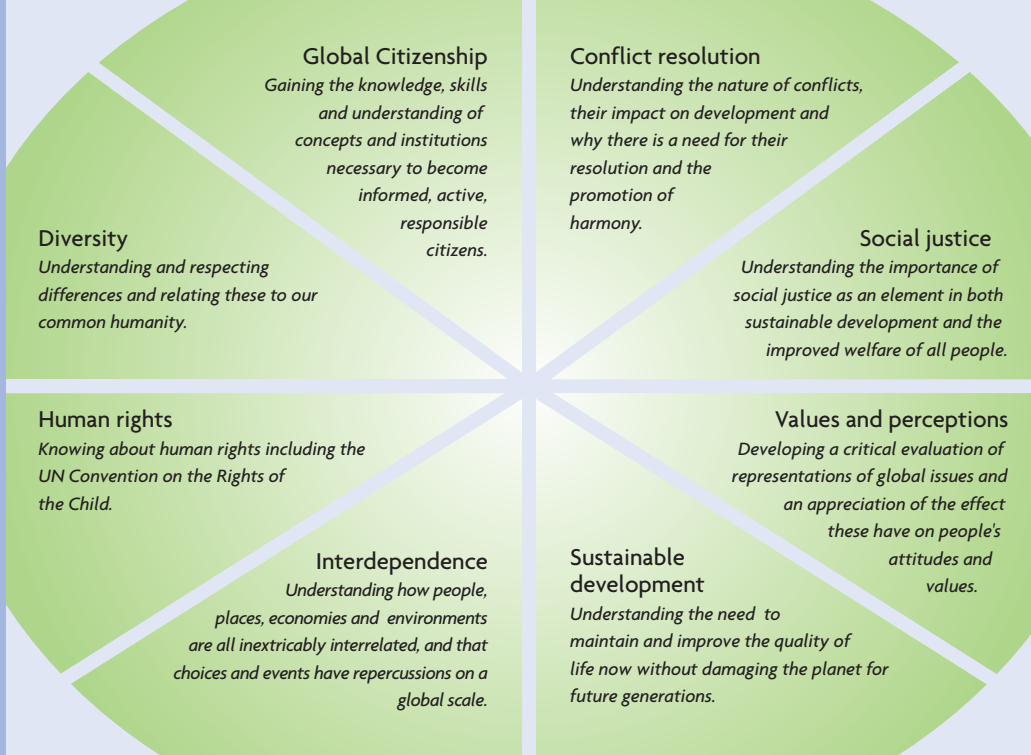 Global Citizenship
Gaining the knowledge, skills
and understanding of
concepts and institutions
necessary to become
informed, active,
responsible
citizens.
Conflict resolution
Understanding the nature of conflicts,
their impact on development and
why there is a need for their
resolution and the
promotion of
harmony.
Diversity
Understanding and respecting
differences and relating these to our
common humanity.
Social justice
Understanding the importance of
social justice as an element in both
sustainable development and the
improved welfare of all people.
Human rights
Knowing about human rights including the
UN Convention on the Rights of
the Child.
Values and perceptions
Developing a critical evaluation of
representations of global issues and
an appreciation of the effect
these have on people's
attitudes and
values.
Interdependence
Understanding how people,
places, economies and environments
are all inextricably interrelated, and that
choices and events have repercussions on a
global scale.
Sustainable
development
Understanding the need to
maintain and improve the quality of
life now without damaging the planet for
future generations.